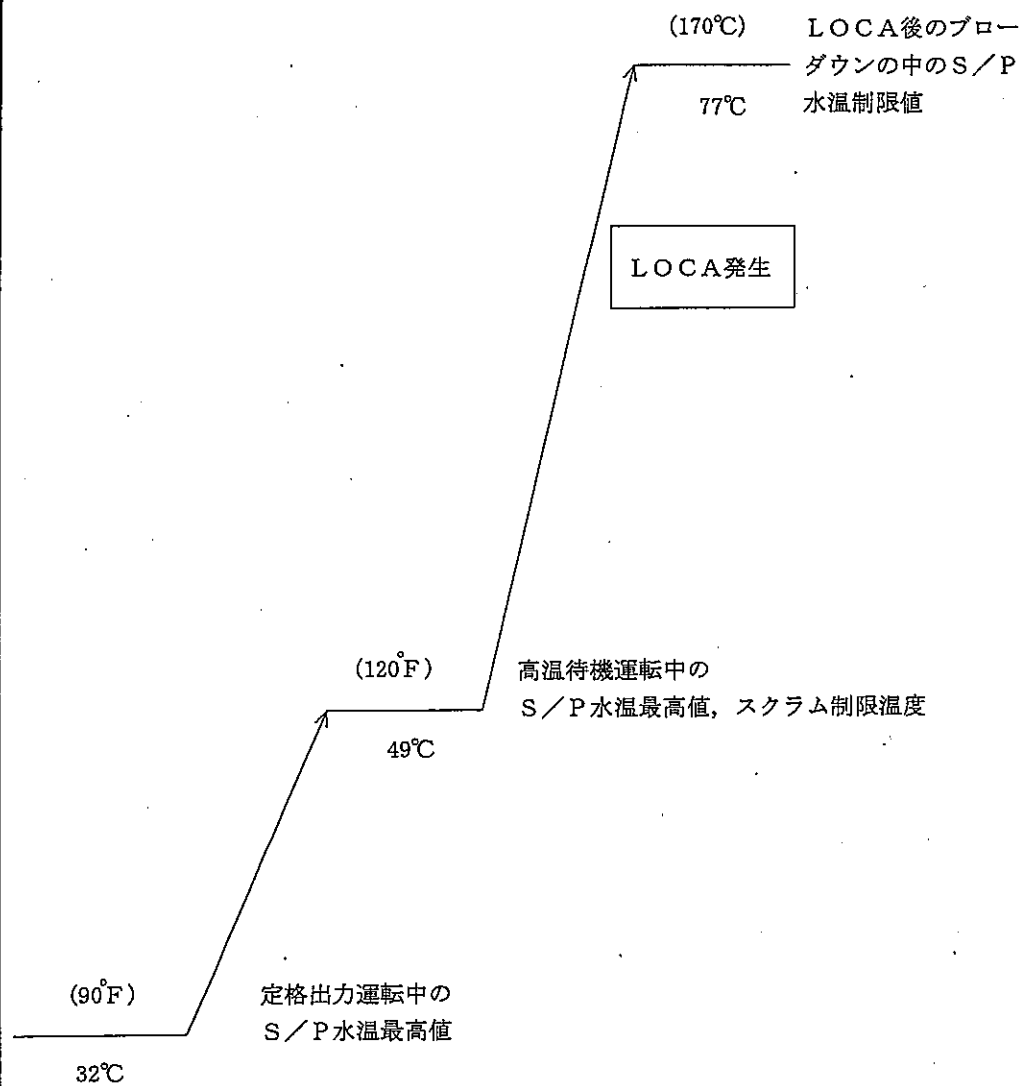 (170℃)
LOCA後のブロー
ダウンの中のS/P
水温制限値
77℃
LOCA発生
(120°F)
高温待機運転中の
S/P水温最高値,スクラム制限温度
49℃
(90°F)
定格出力運転中の
S/P水温最高値
32℃